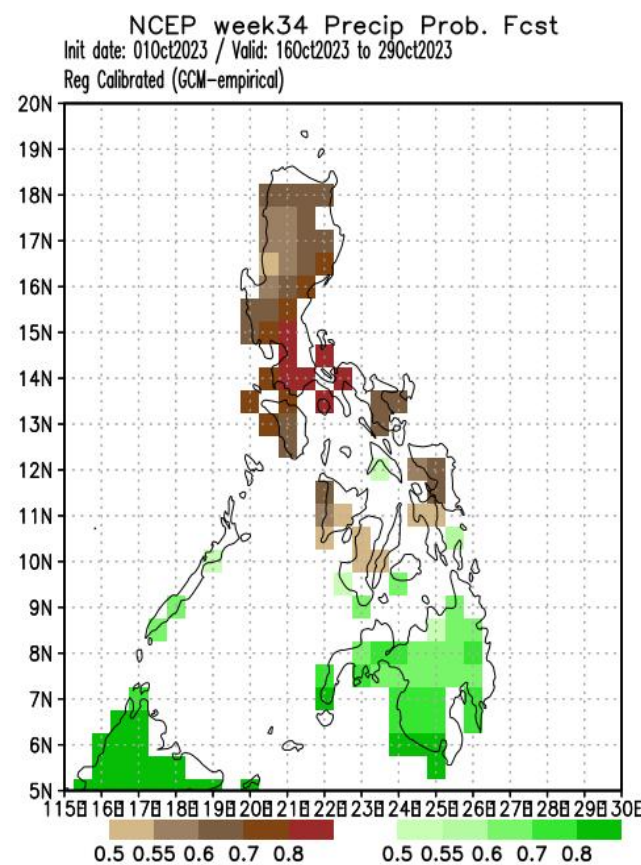 NCEP week34 Precip Prob. Fcst
Init date: 01Oct2023 / Valid: 16Oct2023 to 29Oct2023
Reg Calibrated (GCM-empirical)
20N
19N
18N
17N
16N
15N
14N
13N
12N
11N
10N
9N
8N
7N
6N
5N
115E 116E 117E 118E 119E 120E 121E 122E 123E 124E 125E 126E 127E 128E 129E 130E
0.5 0.55 0.6 0.7 0.8 0.5 0.55 0.6 0.7 0.8